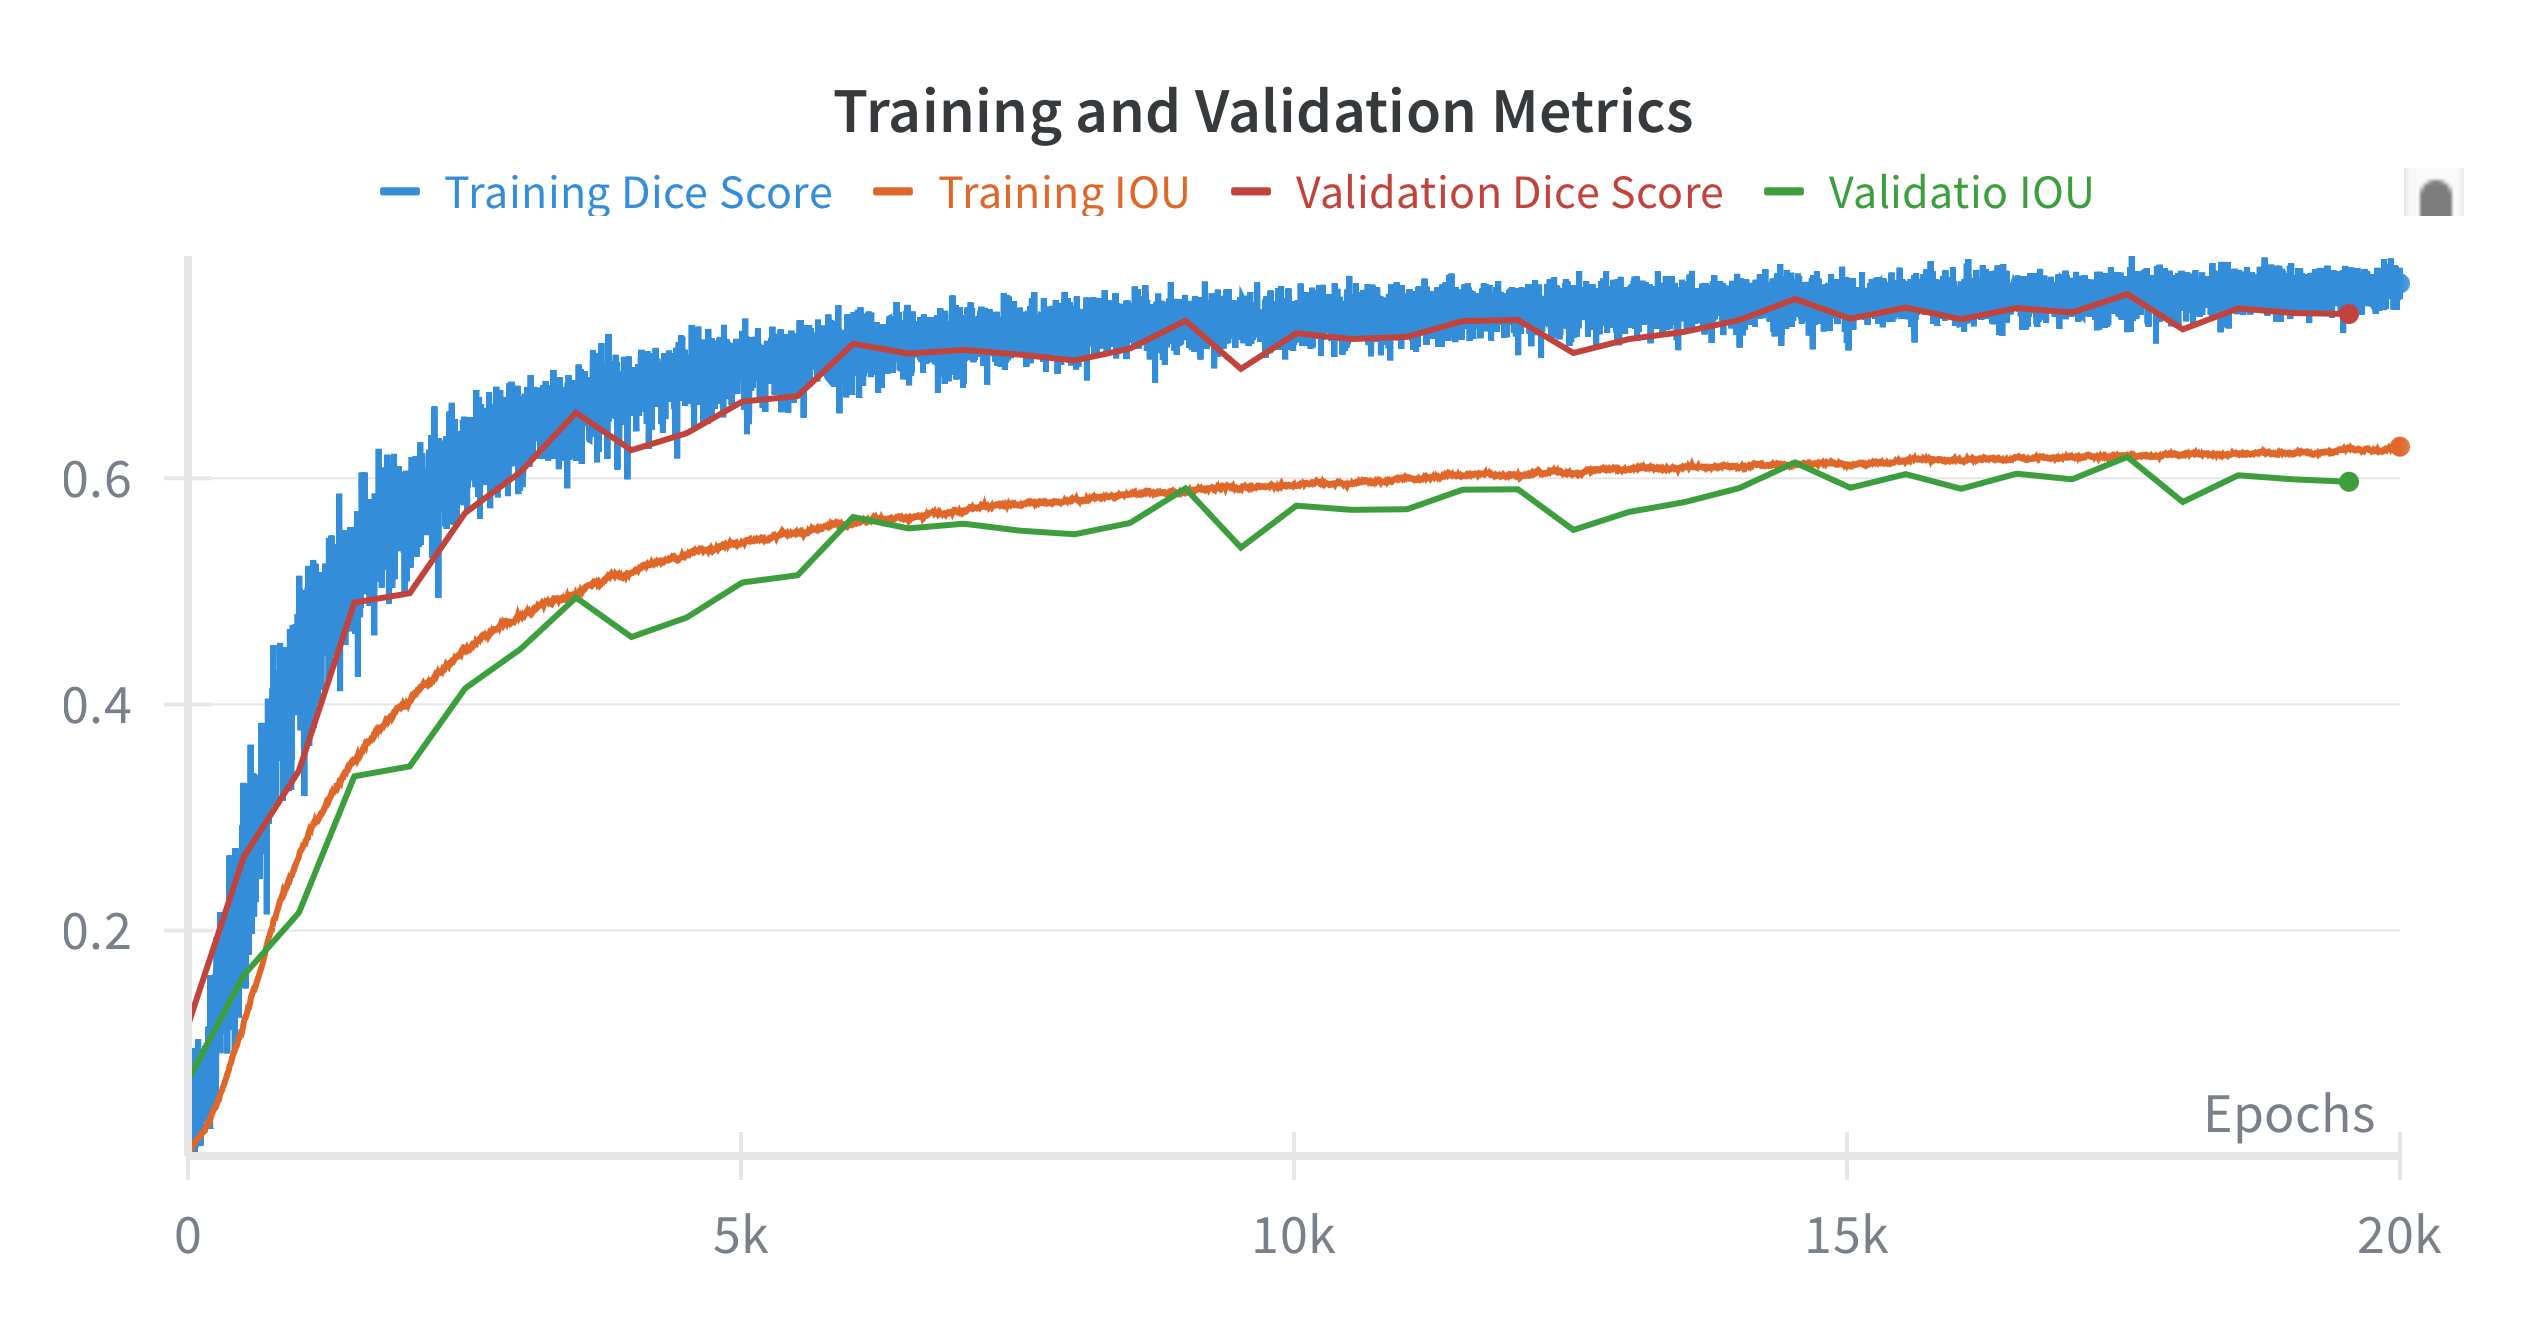 Training and Validation Metrics
Training Dice Score Training IOU Validation Dice Score Validatio IOU
0.6
0.4
0.2
Epochs
0 5k 10k 15k 20k